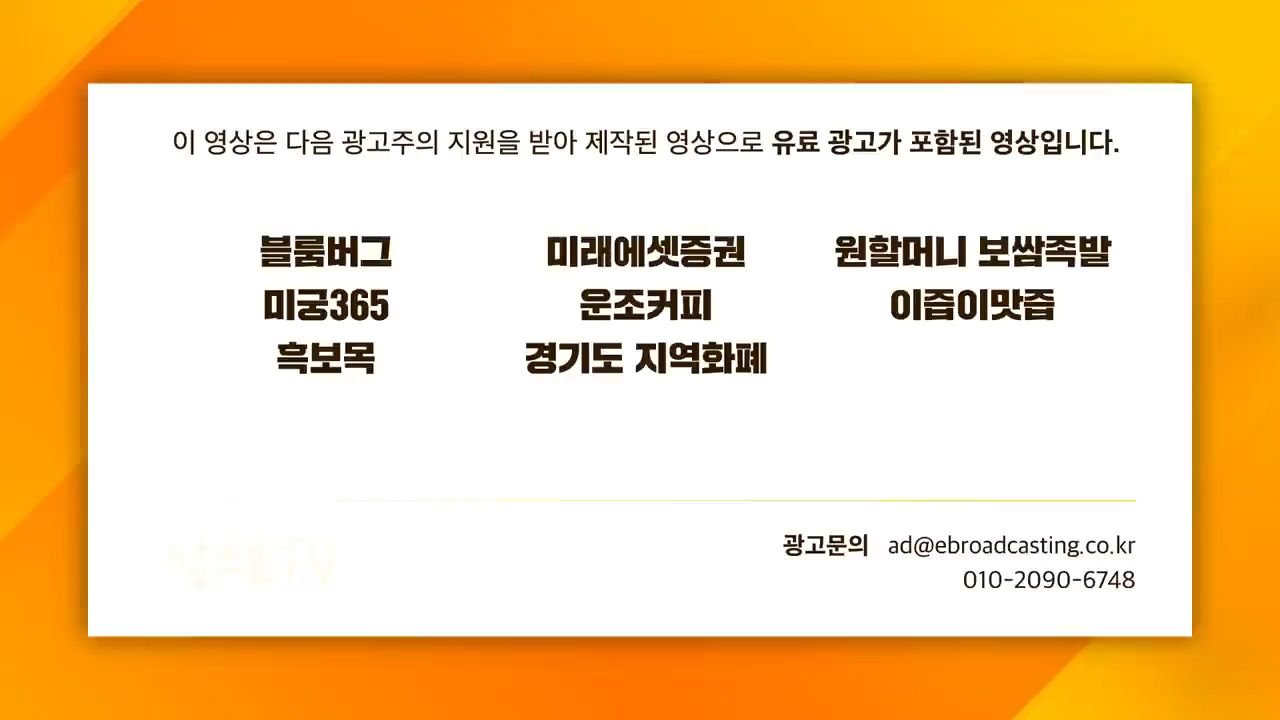 이 영상은 다음 광고주의 지원을 받아 제작된 영상으로 유료 광고가 포함된 영상입니다.
블룸버그 미래에셋증권 원할머니 보쌈족발
미궁365 운조커피 이즙이맛즙
흑보목 경기도 지역화폐
광고문의 ad@ebroadcasting.co.kr
010-2090-6748